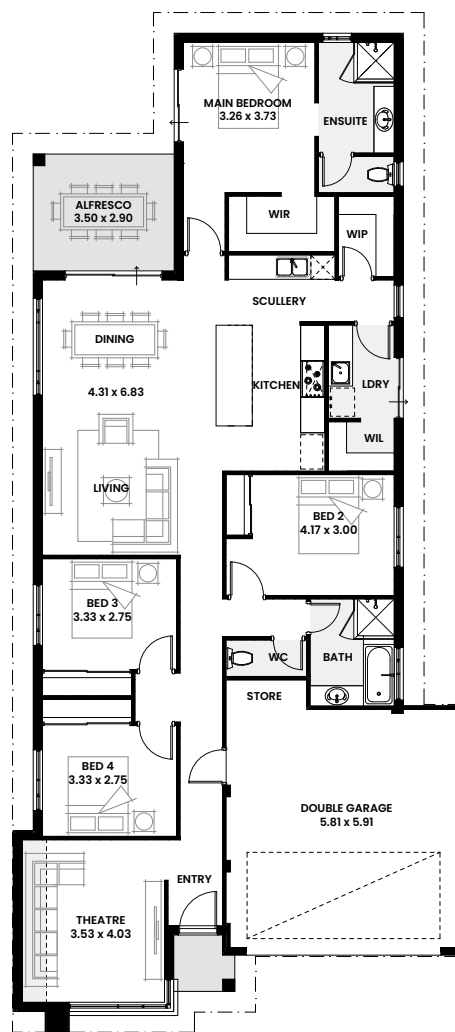 MAIN BEDROOM
3.26 x 3.73
ENSUITE
ALFRESCO
3.50 x 2.90
WIR
WIP
SCULLERY
DINING
4.31 x 6.83
KITCHEN
LDRY
WIL
LIVING
BED 2
4.17 x 3.00
BED 3
3.33 x 2.75
WC
BATH
STORE
BED 4
3.33 x 2.75
DOUBLE GARAGE
5.81 x 5.91
ENTRY
THEATRE
3.53 x 4.03